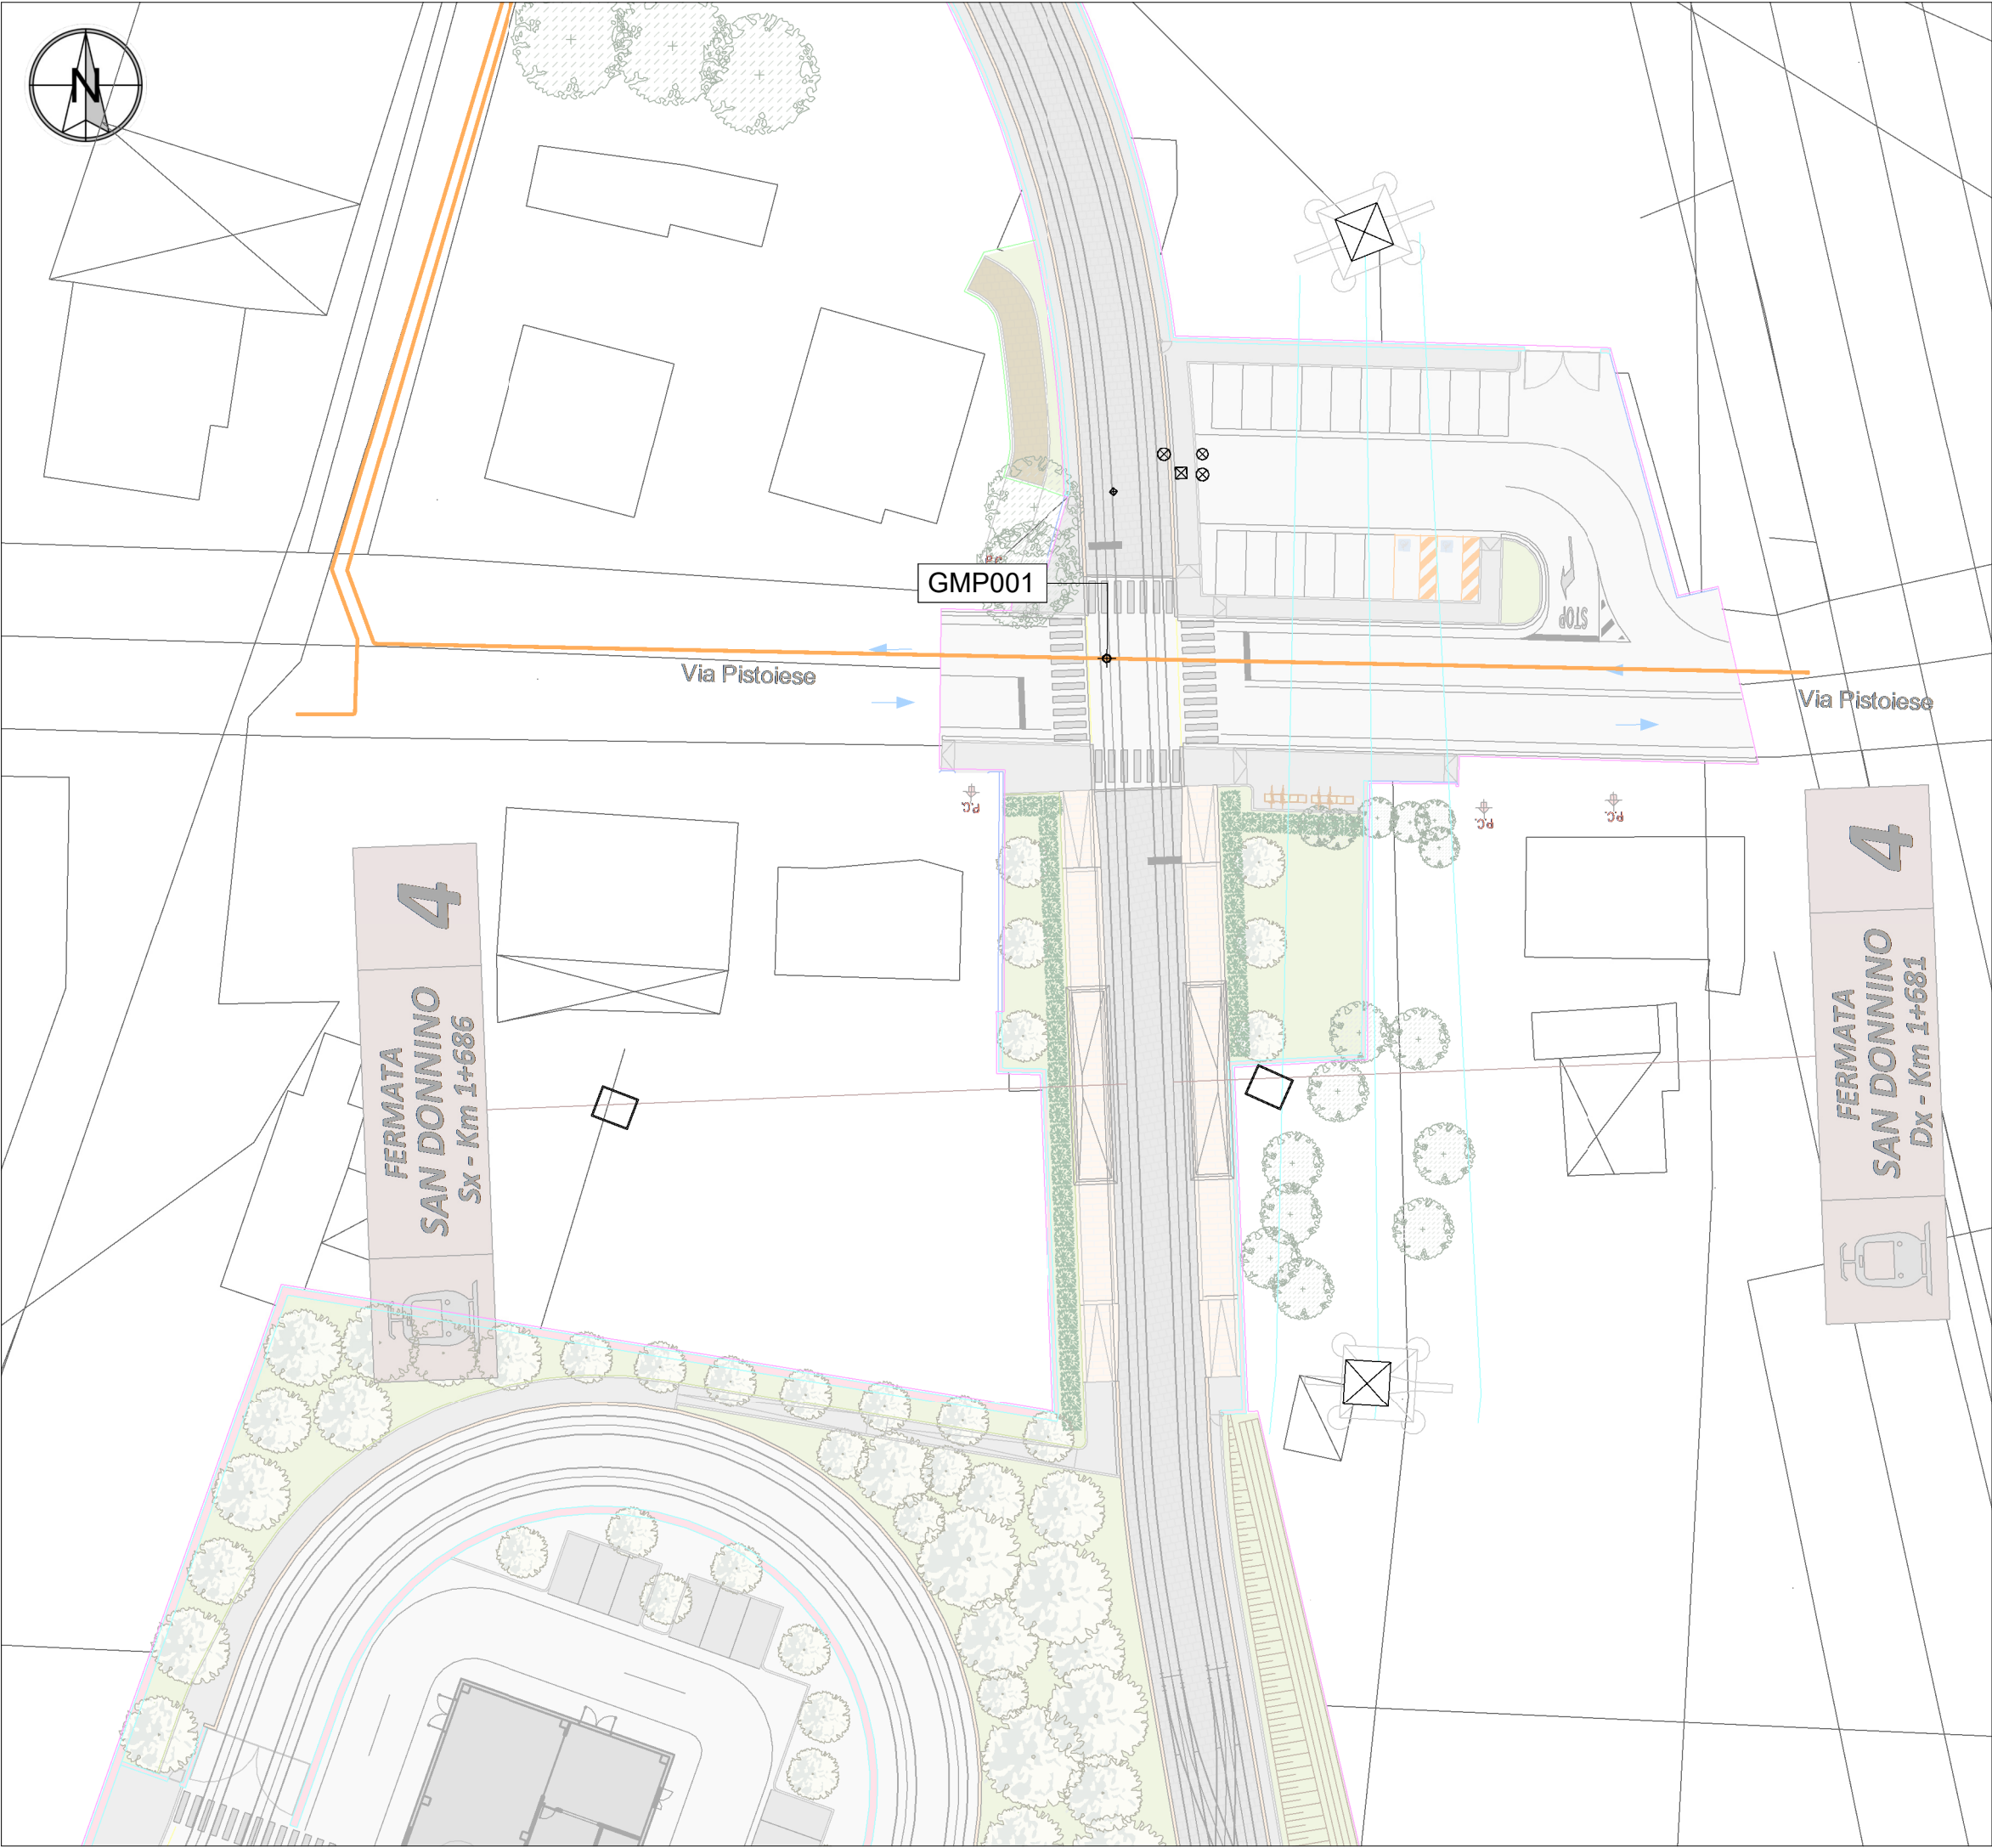 N
GMP001
STOP
Via Pistoiese
Via Pistoiese
P.C.
P.C.
P.C.
4
FERMATA
SAN DONNINO
Sx - Km 1+686
4
FERMATA
SAN DONNINO
Dx - Km 1+681